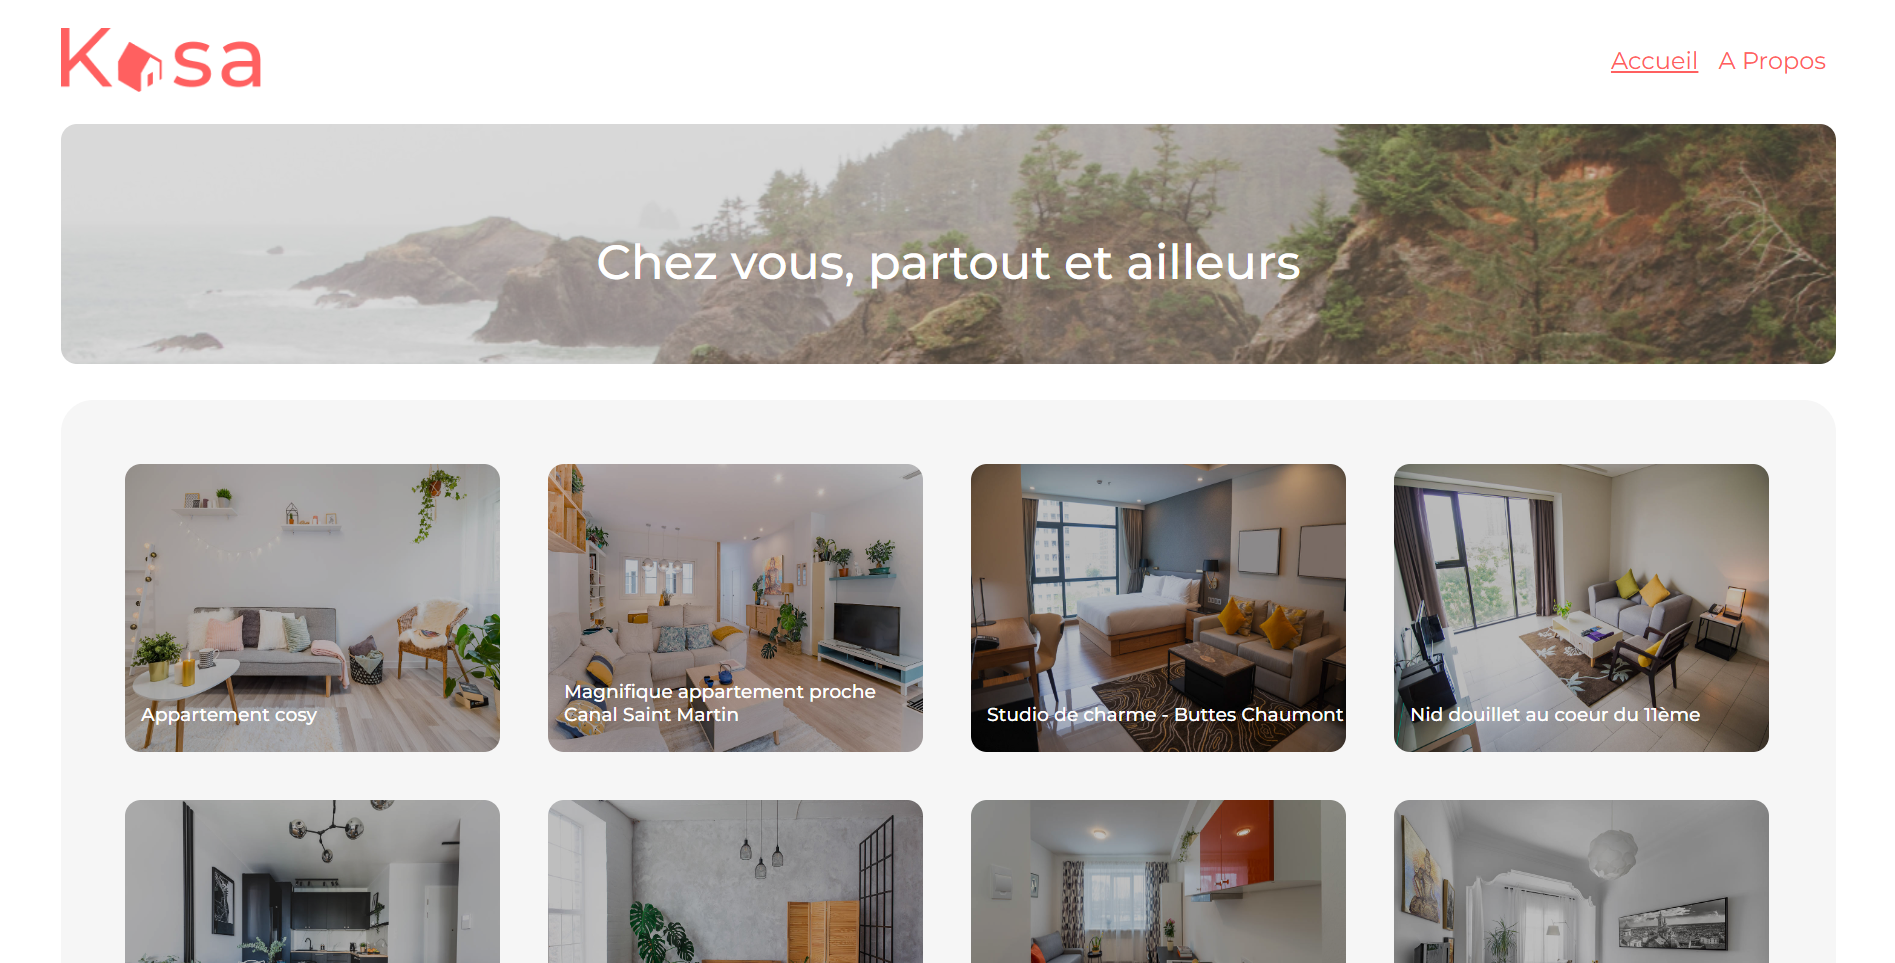 Kasa
Accueil A Propos
Chez vous, partout et ailleurs
Appartement cosy
Magnifique appartement proche
Canal Saint Martin
Studio de charme - Buttes Chaumont
Nid douillet au coeur du 11ème